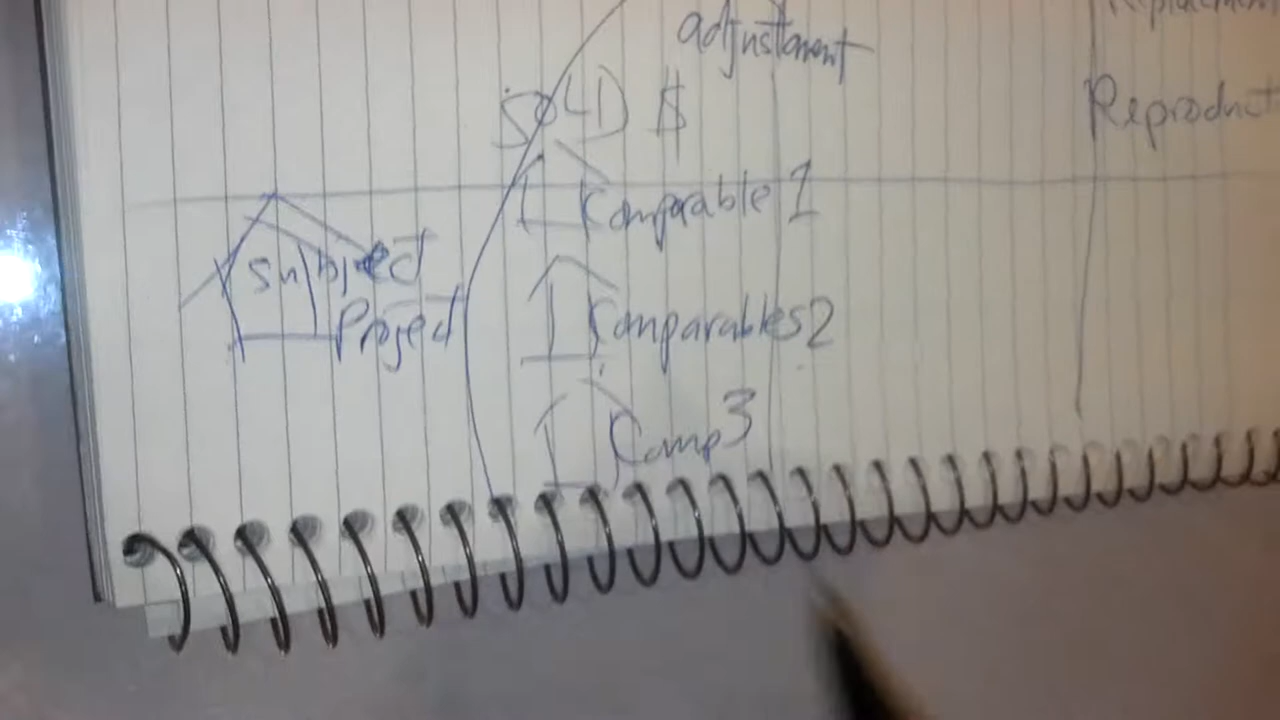 adjustment
SOLD $
Comparable 1
Subject
Project
Comparables 2
Comp 3
Reproduct